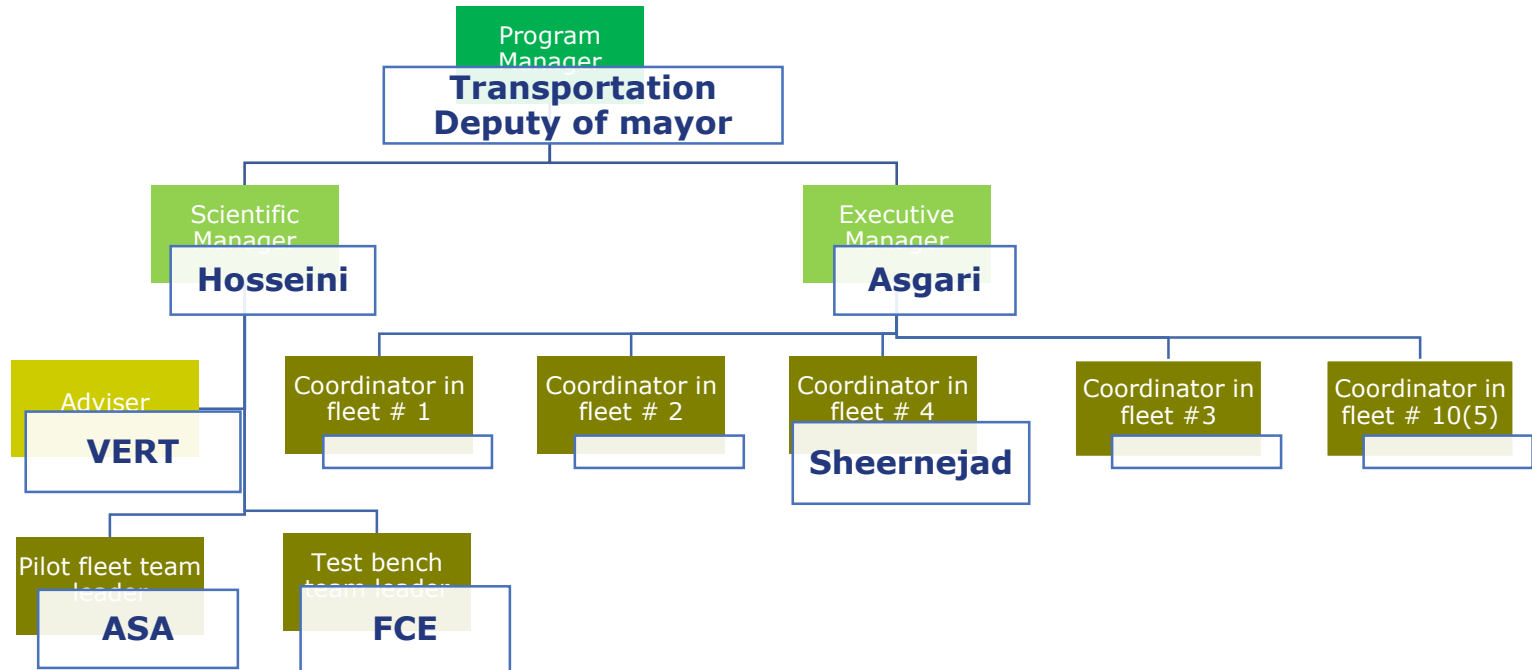 Program
Manager
Transportation
Deputy of mayor
Scientific
Manager
Hosseini
Executive
Manager
Asgari
Adviser
VERT
Coordinator in
fleet # 1
Coordinator in
fleet # 2
Coordinator in
fleet # 4
Sheernejad
Coordinator in
fleet #3
Coordinator in
fleet # 10(5)
Pilot fleet team
leader
ASA
Test bench
team leader
FCE